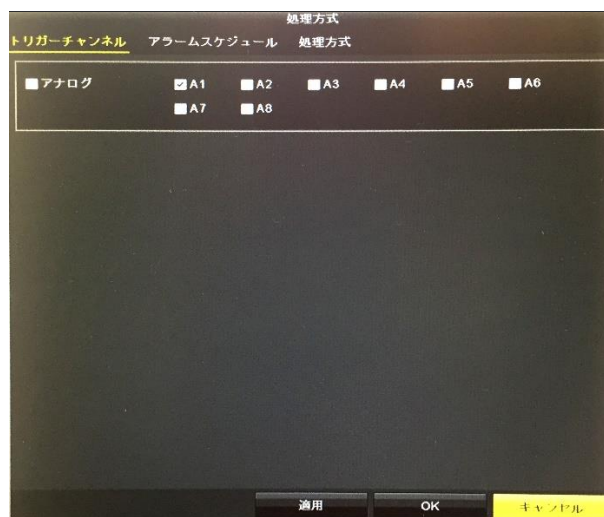 処理方式
トリガーチャンネル アラームスケジュール 処理方式
アナログ A1 A2 A3 A4 A5 A6
A7 A8
適用 OK キャンセル